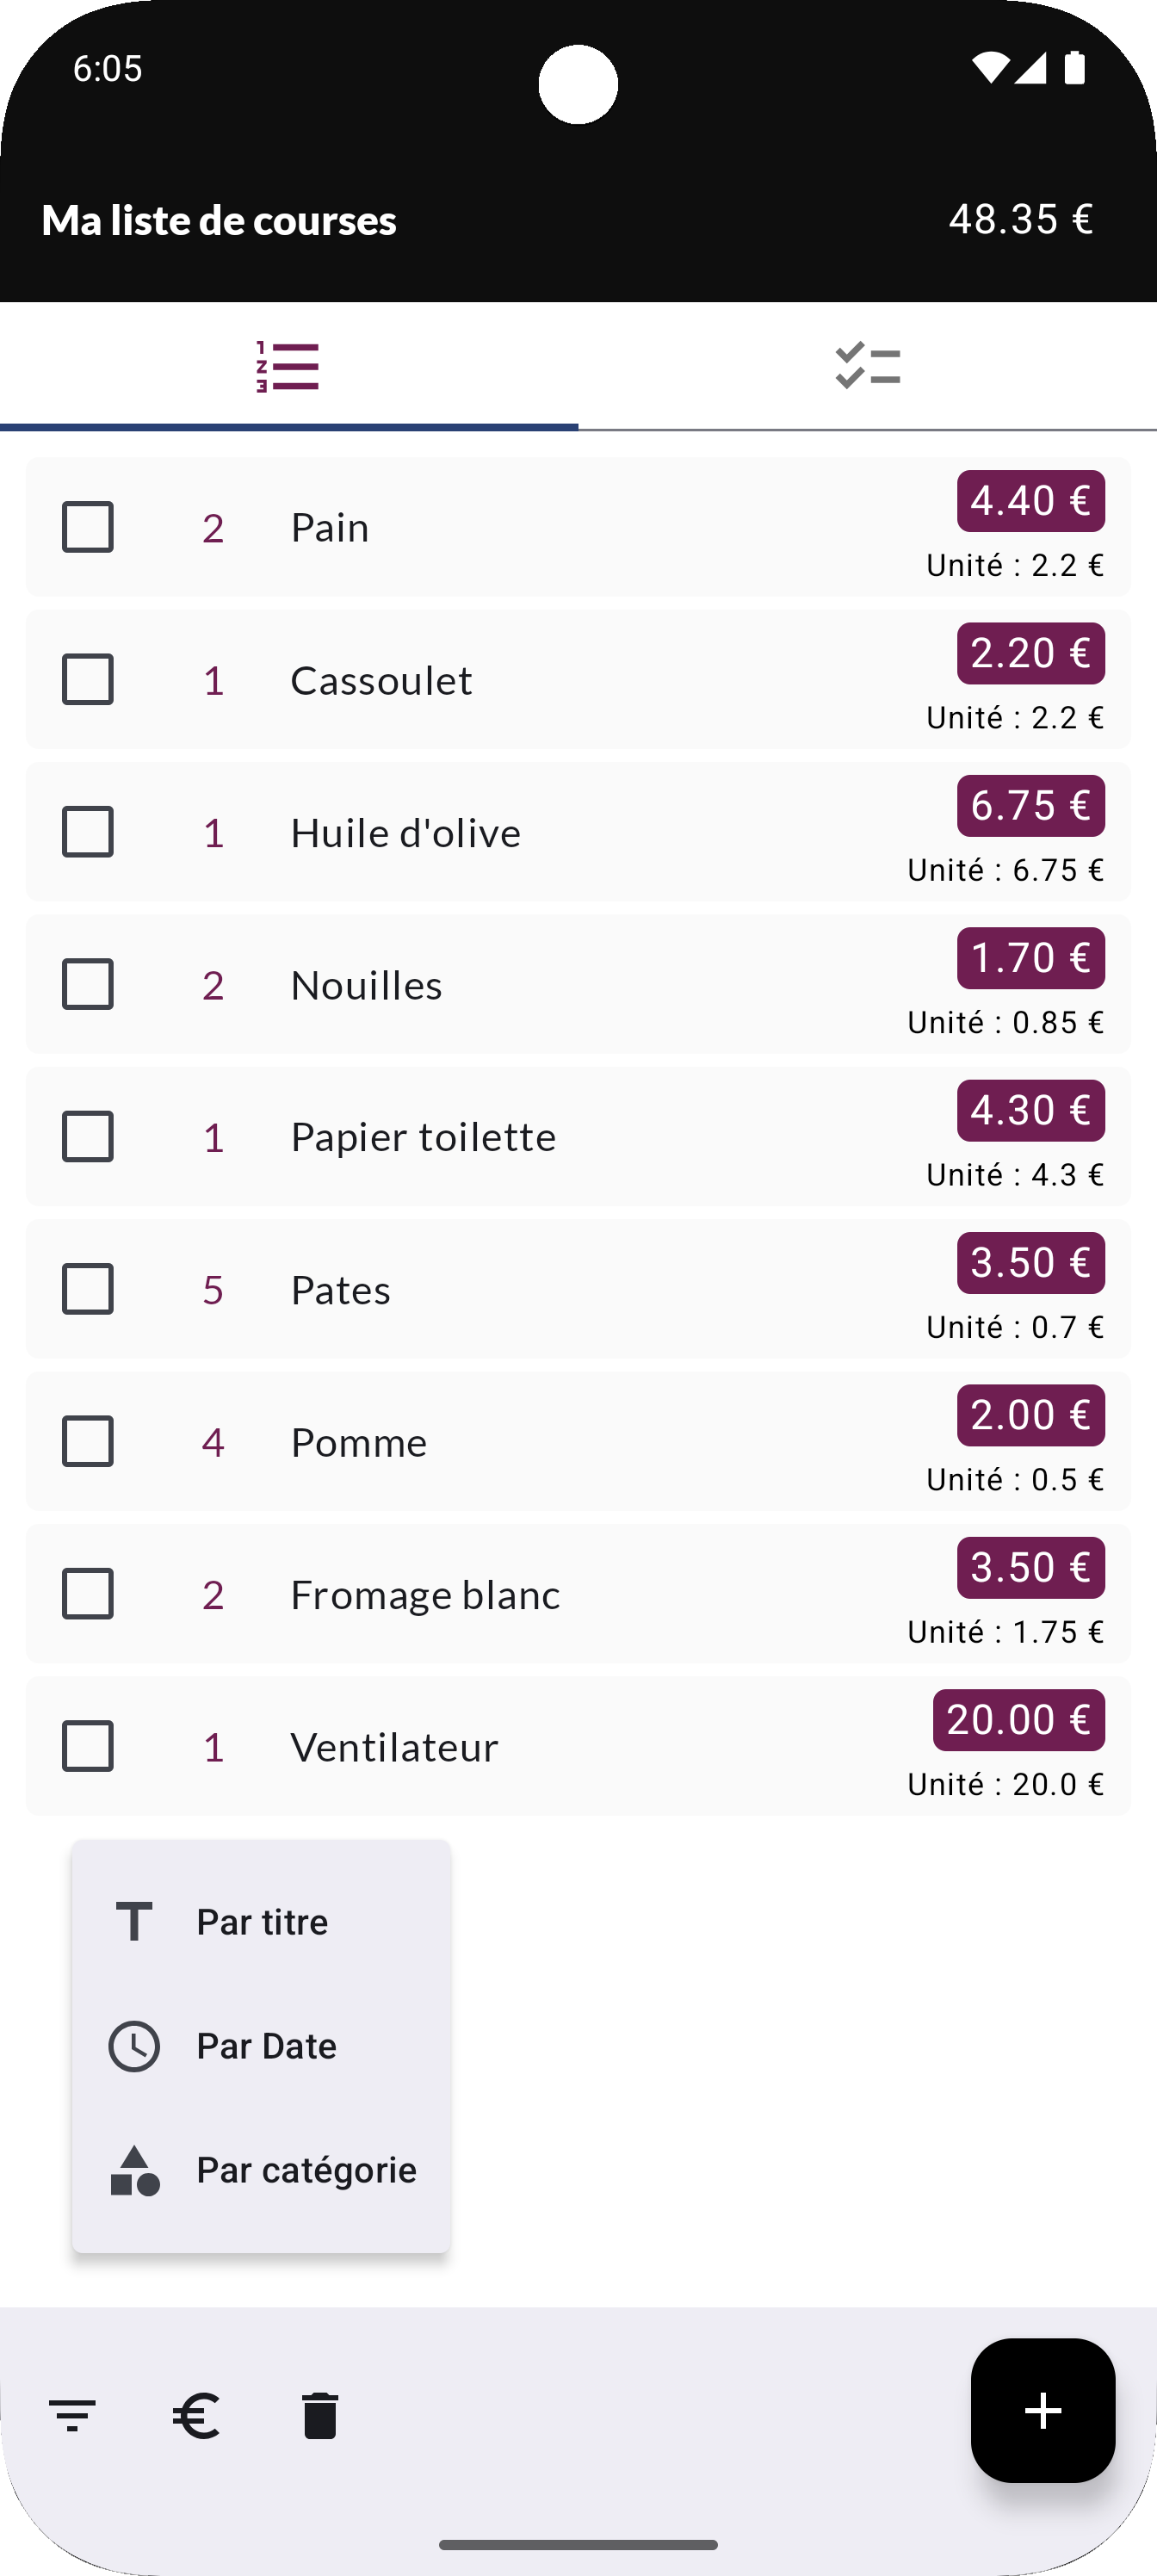 6:05
Ma liste de courses 48.35 €
1
2
3
2 Pain 4.40 €
Unité : 2.2 €
1 Cassoulet 2.20 €
Unité : 2.2 €
1 Huile d'olive 6.75 €
Unité : 6.75 €
2 Nouilles 1.70 €
Unité : 0.85 €
1 Papier toilette 4.30 €
Unité : 4.3 €
5 Pates 3.50 €
Unité : 0.7 €
4 Pomme 2.00 €
Unité : 0.5 €
2 Fromage blanc 3.50 €
Unité : 1.75 €
1 Ventilateur 20.00 €
Unité : 20.0 €
Par titre
Par Date
Par catégorie
€